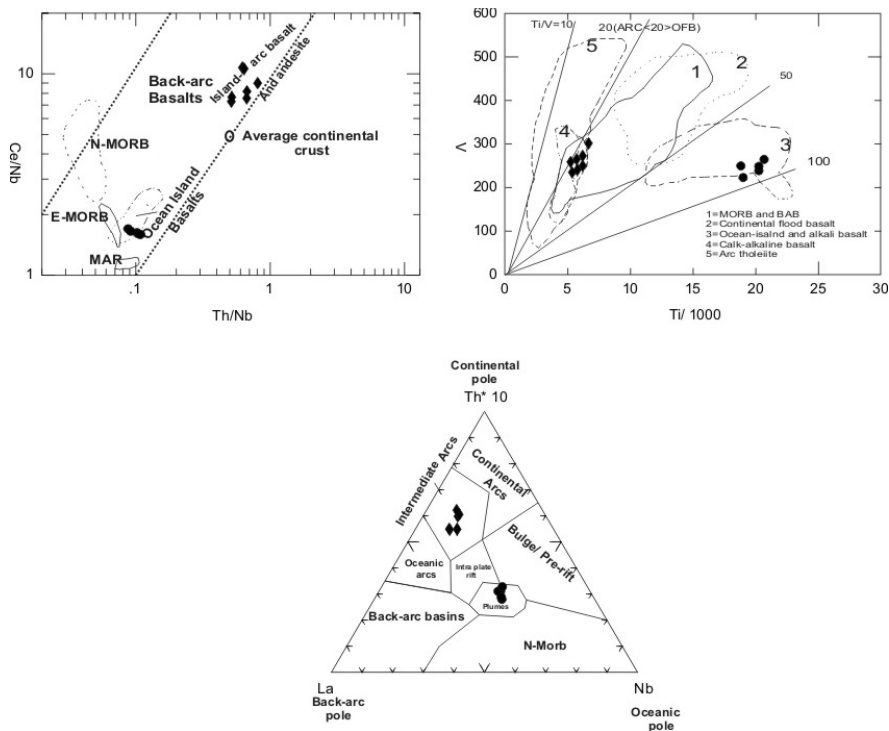 10
1
Ce/Nb
.1
1
10
Th/Nb
Back-arc
Basalts
Island-arc basalt
And andesite
N-MORB
Average continental
crust
E-MORB
Ocean Island
Basalts
MAR
600
500
400
300
200
100
0
V
0
5
10
15
20
25
30
Ti/ 1000
Ti/V=10
20(ARC<20>OFB)
50
100
5
1
2
4
3
1=MORB and BAB
2=Continental flood basalt
3=Ocean-isalnd and alkali basalt
4=Calk-alkaline basalt
5=Arc tholeiite
Continental
pole
Th* 10
Intermediate Arcs
Continental
Arcs
Bulge/ Pre-rift
Oceanic
arcs
Intra plate
rift
Plumes
Back-arc basins
N-Morb
La
Back-arc
pole
Nb
Oceanic
pole